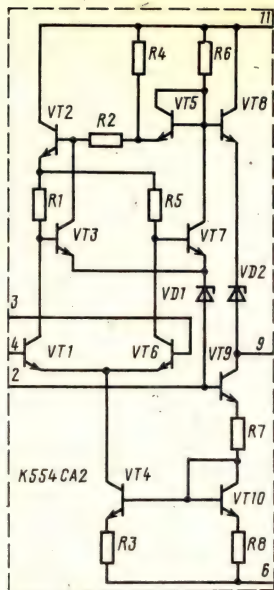 11
R4
R6
VT2
VT8
R2
VT5
R1
R5
VT3
VT7
VD1
VD2
3
4
VT1
VT6
VT9
9
2
R7
K554CA2
VT4
VT10
R3
R8
6